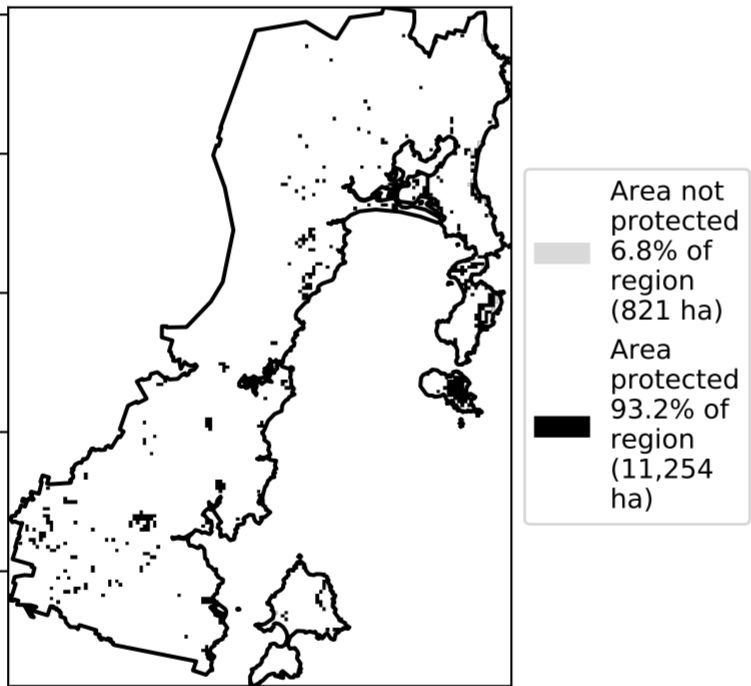 Area not
protected
6.8% of
region
(821 ha)
Area
protected
93.2% of
region
(11,254
ha)